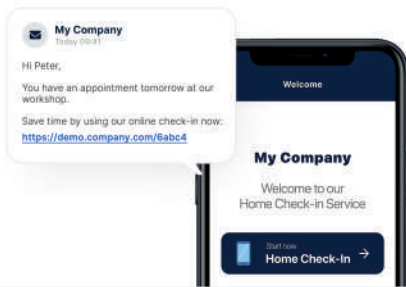 My Company
Today 09:41
Hi Peter,
You have an appointment tomorrow at our
workshop.
Save time by using our online check-in now:
https://demo.company.com/6abc4
Welcome
My Company
Welcome to our
Home Check-in Service
Start now
Home Check-In →